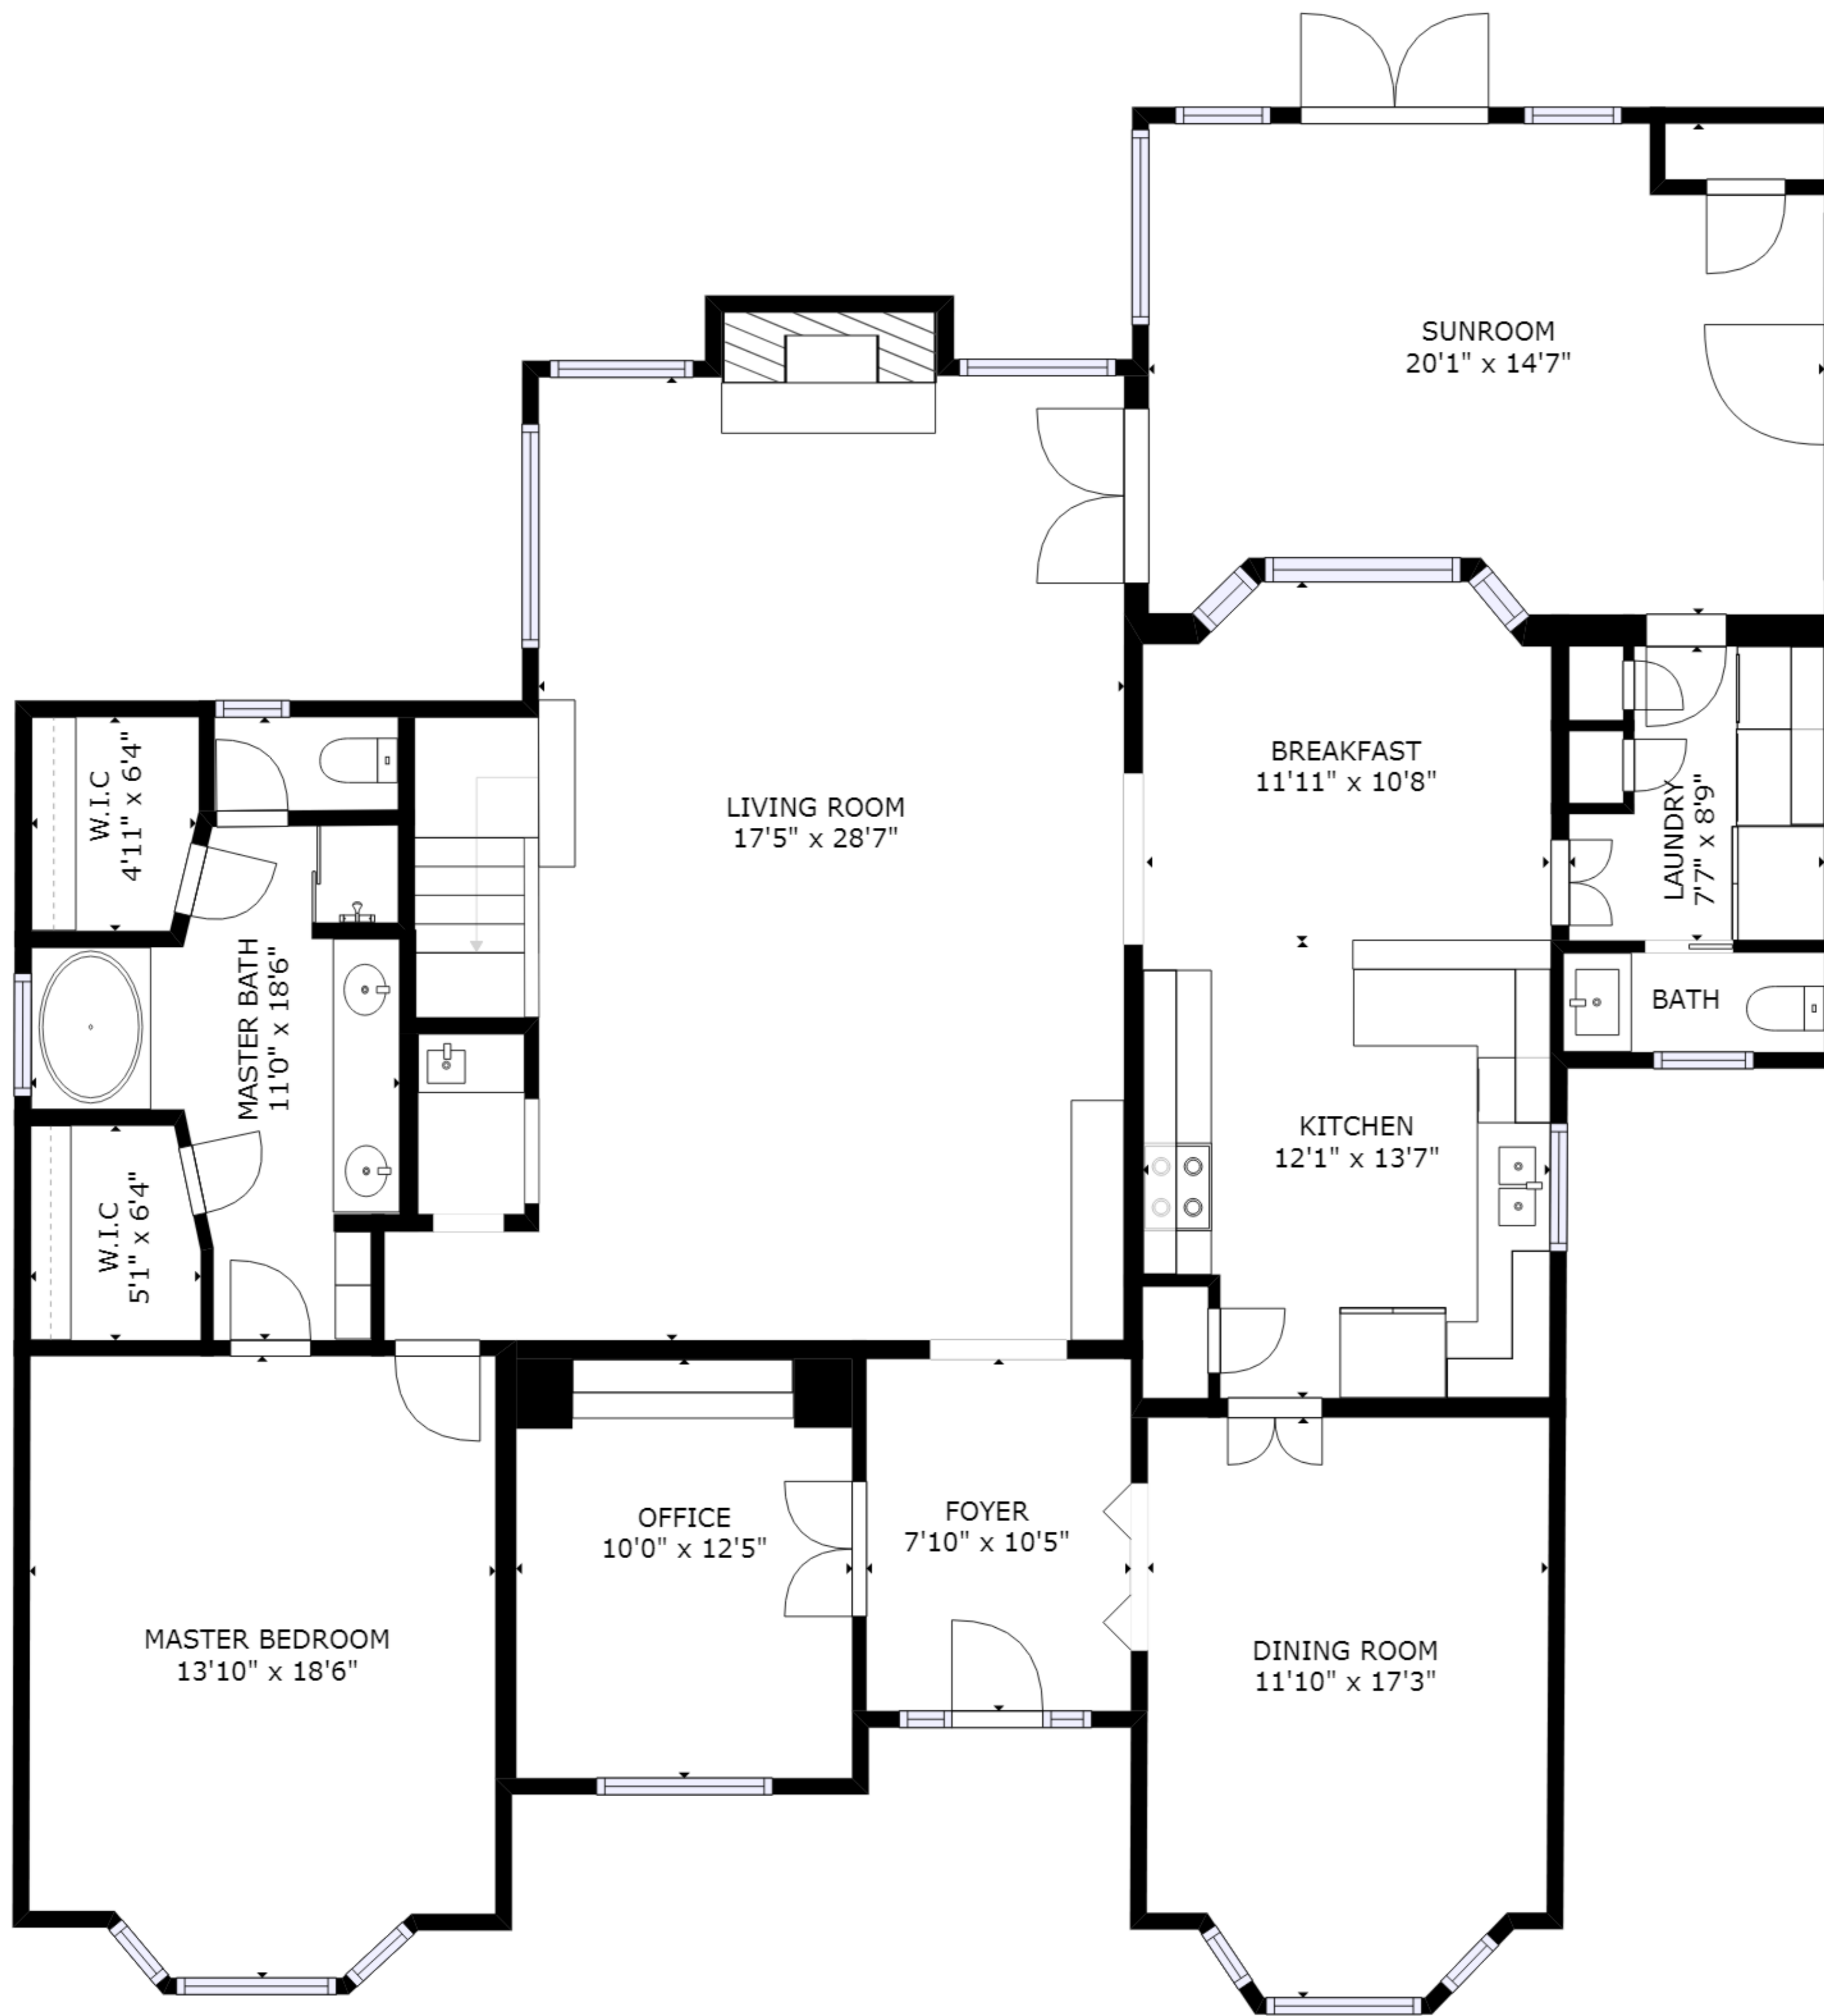 SUNROOM
20'1" x 14'7"
W.I.C
4'11" x 6'4"
LIVING ROOM
17'5" x 28'7"
BREAKFAST
11'11" x 10'8"
LAUNDRY
7'7" x 8'9"
MASTER BATH
11'0" x 18'6"
BATH
KITCHEN
12'1" x 13'7"
W.I.C
5'1" x 6'4"
OFFICE
10'0" x 12'5"
FOYER
7'10" x 10'5"
MASTER BEDROOM
13'10" x 18'6"
DINING ROOM
11'10" x 17'3"